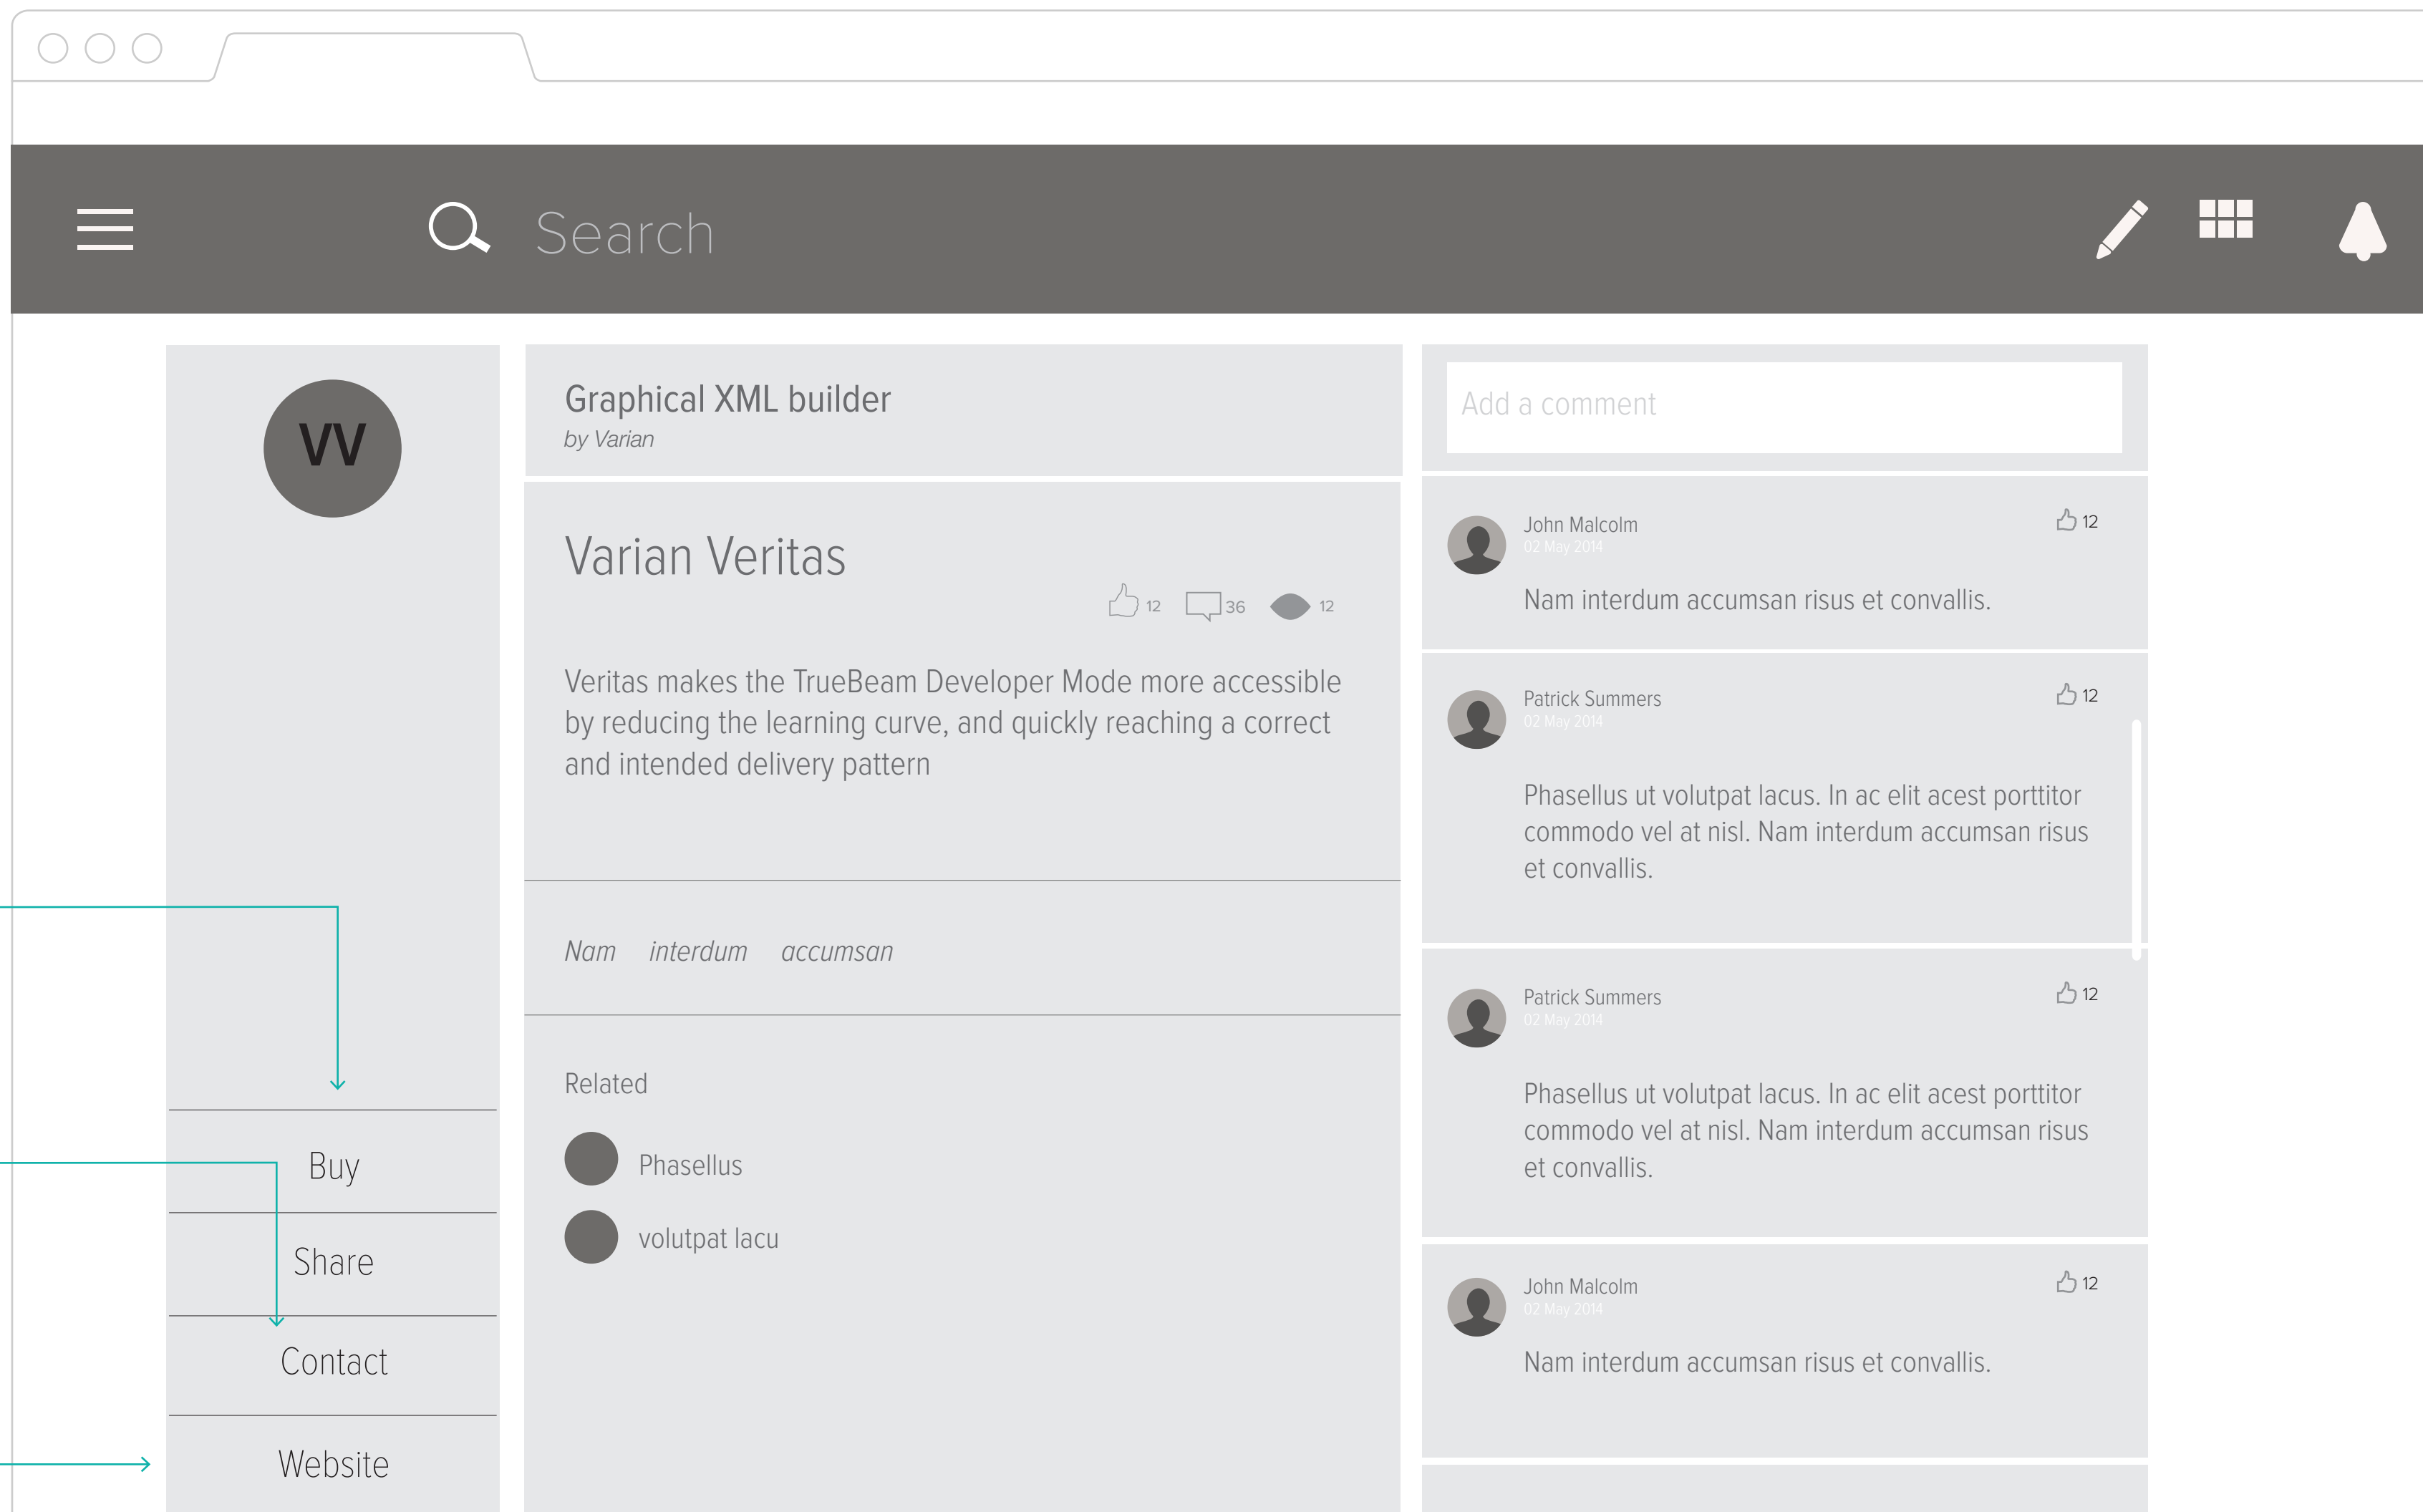 Search
VV
Buy
Share
Contact
Website
Graphical XML builder
by Varian
Varian Veritas
12 36 12
Veritas makes the TrueBeam Developer Mode more accessible
by reducing the learning curve, and quickly reaching a correct
and intended delivery pattern
Nam interdum accumsan
Related
Phasellus
volutpat lacu
Add a comment
John Malcolm
12
02 May 2014
Nam interdum accumsan risus et convallis.
Patrick Summers
12
02 May 2014
Phasellus ut volutpat lacus. In ac elit acest porttitor
commodo vel at nisl. Nam interdum accumsan risus
et convallis.
Patrick Summers
12
02 May 2014
Phasellus ut volutpat lacus. In ac elit acest porttitor
commodo vel at nisl. Nam interdum accumsan risus
et convallis.
John Malcolm
12
02 May 2014
Nam interdum accumsan risus et convallis.